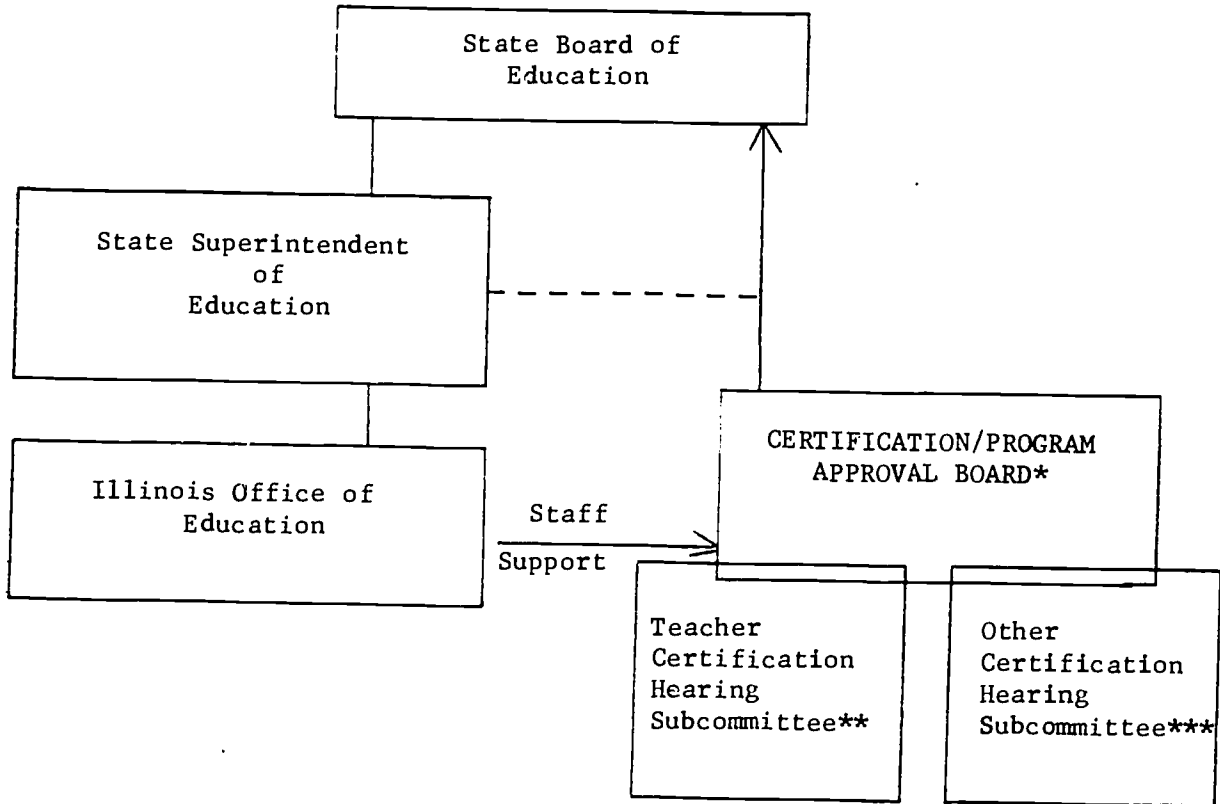 State Board of
Education
State Superintendent
of
Education
Illinois Office of
Education
Staff
Support
CERTIFICATION/PROGRAM
APPROVAL BOARD*
Teacher
Certification
Hearing
Subcommittee**
Other
Certification
Hearing
Subcommittee***